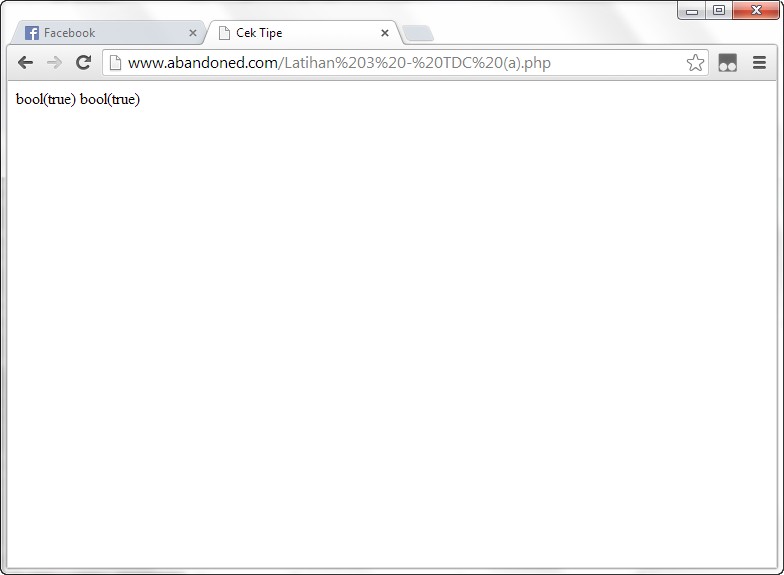 Facebook
Cek Tipe
www.abandoned.com/Latihan%203%20-%20TDC%20(a).php
bool(true) bool(true)